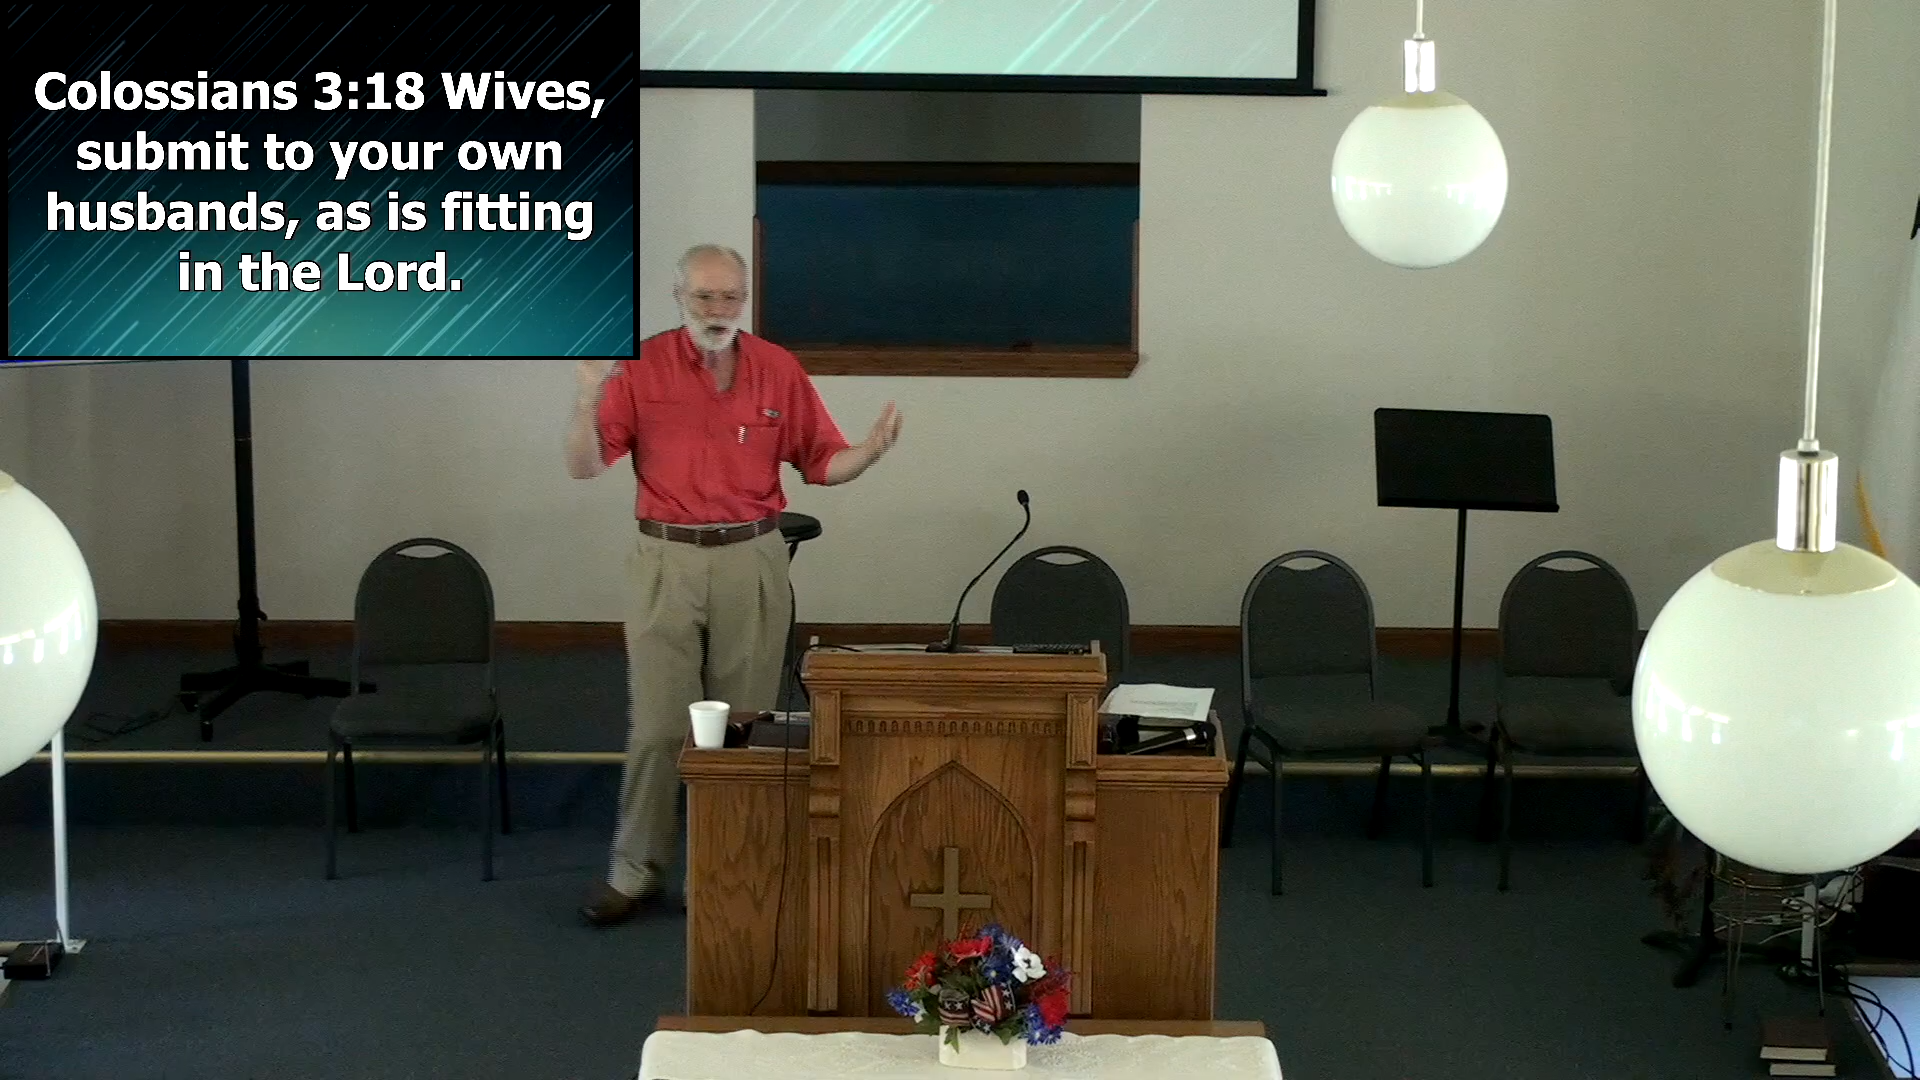 Colossians 3:18 Wives,
submit to your own
husbands, as is fitting
in the Lord.